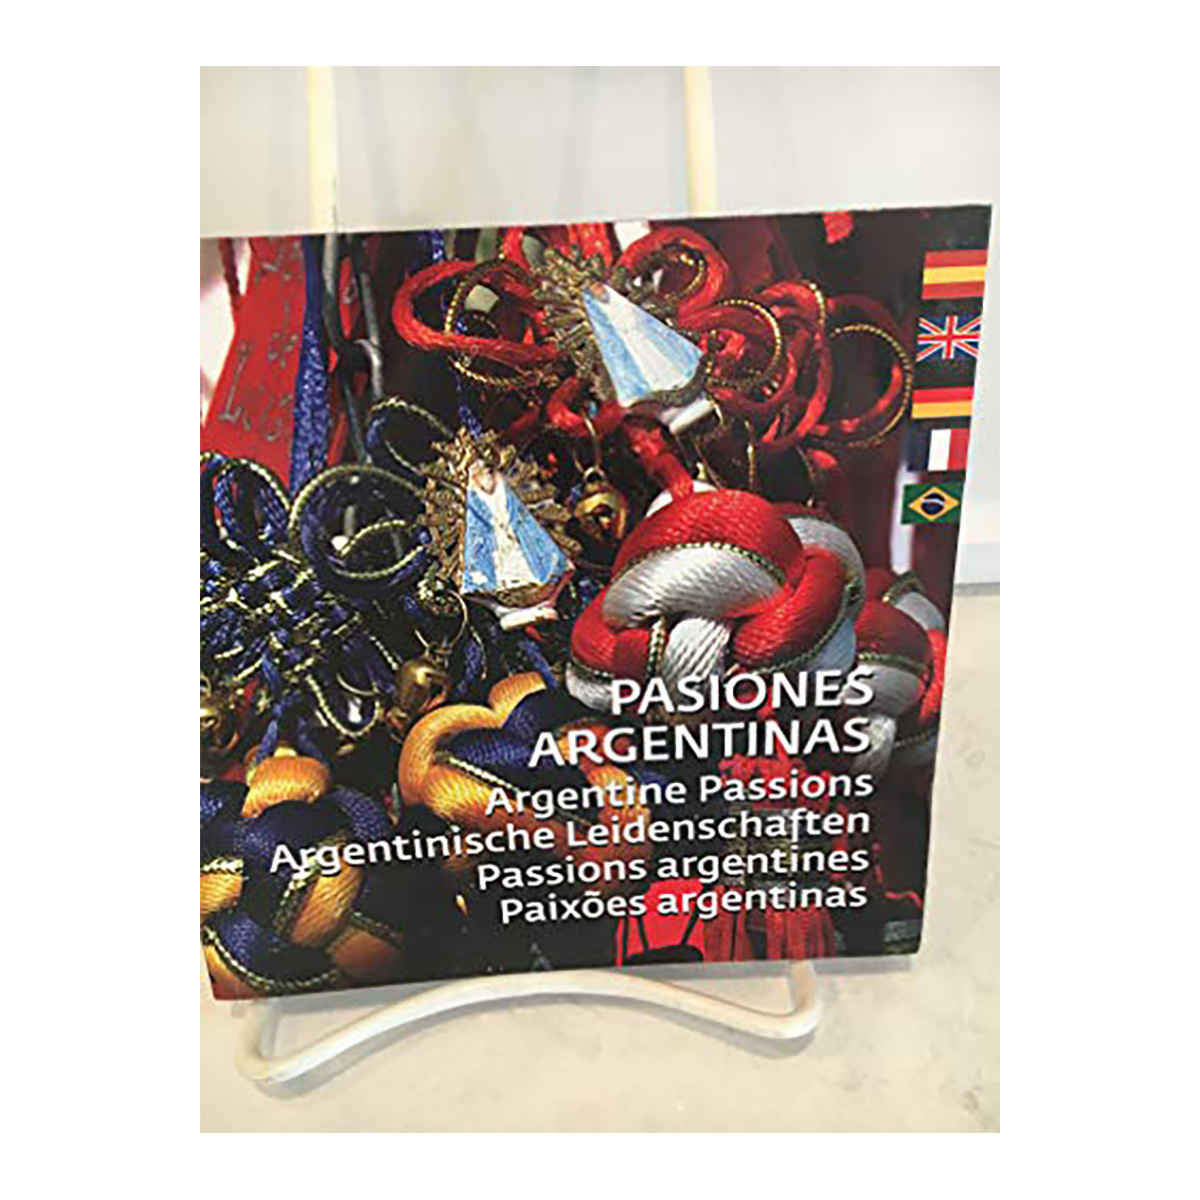 PASIONES
ARGENTINAS
Argentine Passions
Argentinische Leidenschaften
Passions argentines
Paixões argentinas